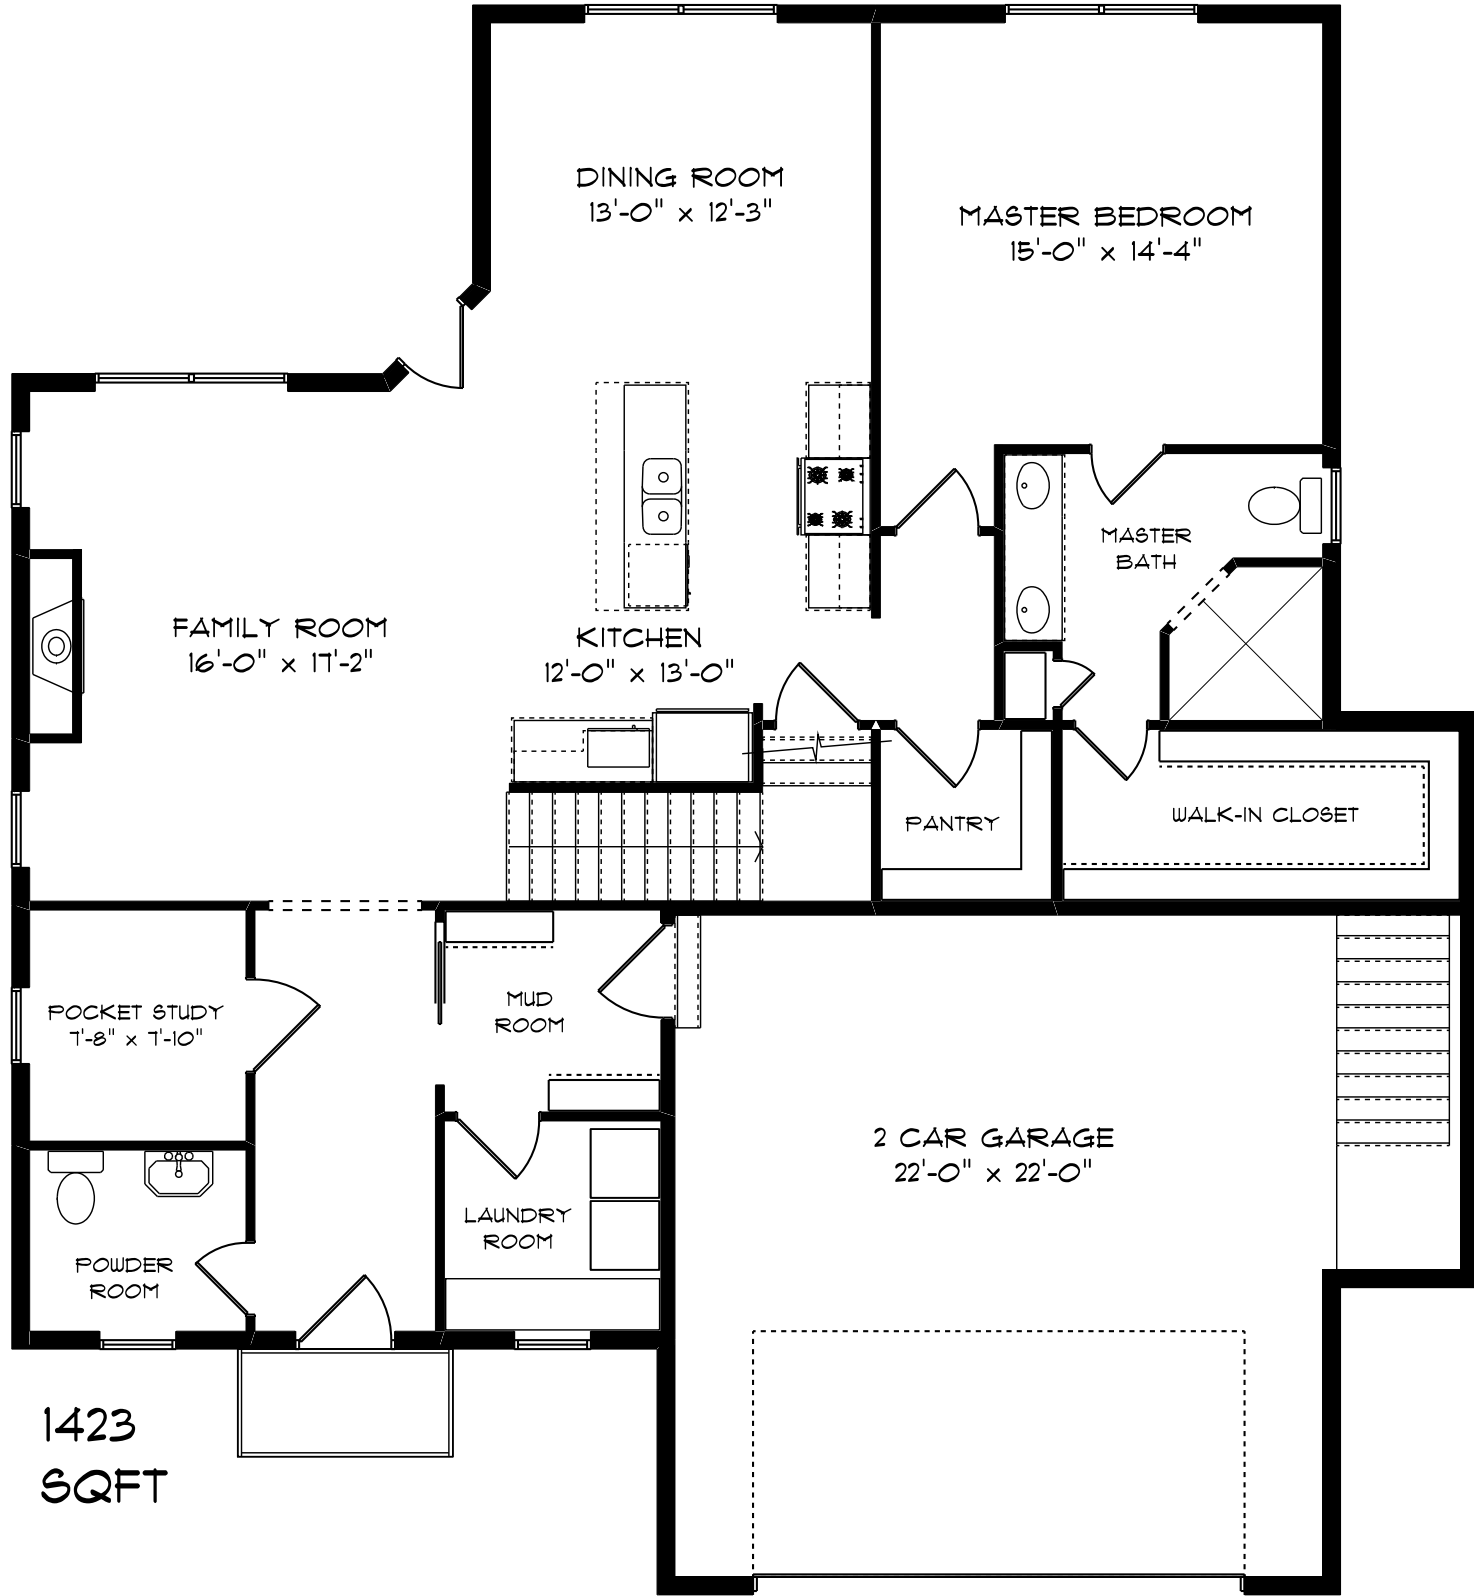 DINING ROOM
13'-0" x 12'-3"
MASTER BEDROOM
15'-0" x 14'-4"
MASTER
BATH
FAMILY ROOM
16'-0" x 17'-2"
KITCHEN
12'-0" x 13'-0"
PANTRY
WALK-IN CLOSET
POCKET STUDY
7'-8" x 7'-10"
MUD
ROOM
2 CAR GARAGE
22'-0" x 22'-0"
LAUNDRY
ROOM
POWDER
ROOM
1423
SQFT